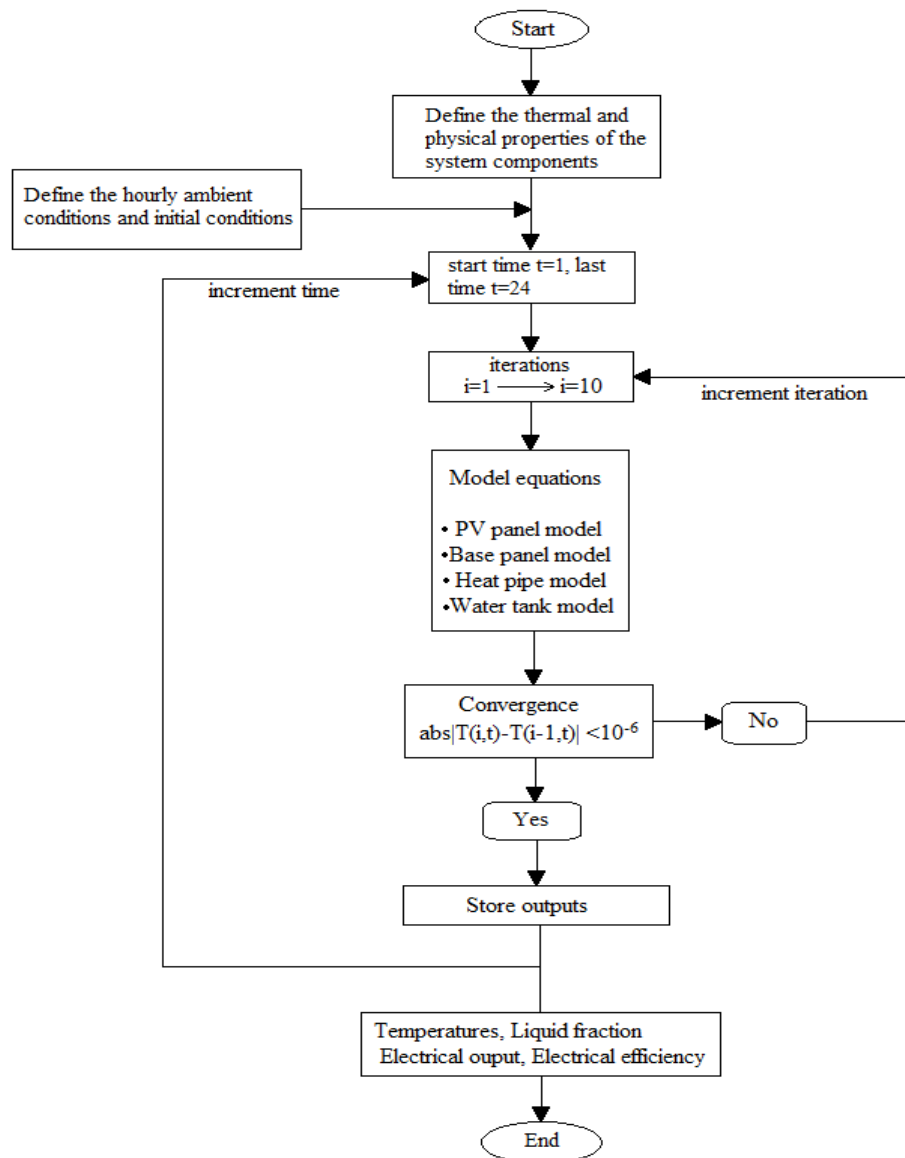 Start
Define the thermal and
physical properties of the
system components
Define the hourly ambient
conditions and initial conditions
start time t=1, last
time t=24
increment time
iterations
i=1 ⟶ i=10
increment iteration
Model equations
• PV panel model
•Base panel model
• Heat pipe model
•Water tank model
Convergence
abs|T(i,t)-T(i-1,t)| <10⁻⁶
No
Yes
Store outputs
Temperatures, Liquid fraction
Electrical ouput, Electrical efficiency
End